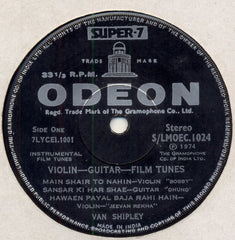 SUPER-7
TRADE MARK
33⅓ R.P.M.
ODEON
Regd. Trade Mark of The Gramophone Co., Ltd.
Side One
7LYCEL.1001
INSTRUMENTAL
FILM TUNES
Stereo
S/LMOEC.1024
℗ 1974
THE GRAMOPHONE
CO. OF INDIA LTD.
VIOLIN—GUITAR—FILM TUNES
MAIN SHAIR TO NAHIN—VIOLIN "BOBY"
SANSAR KI HAR SHAE—GUITAR "DHUND"
HAWAEN PAYAL BAJA RAHI HAIN—
VIOLIN—"JEEVAN REKHA"
VAN SHIPLEY
MADE IN INDIA